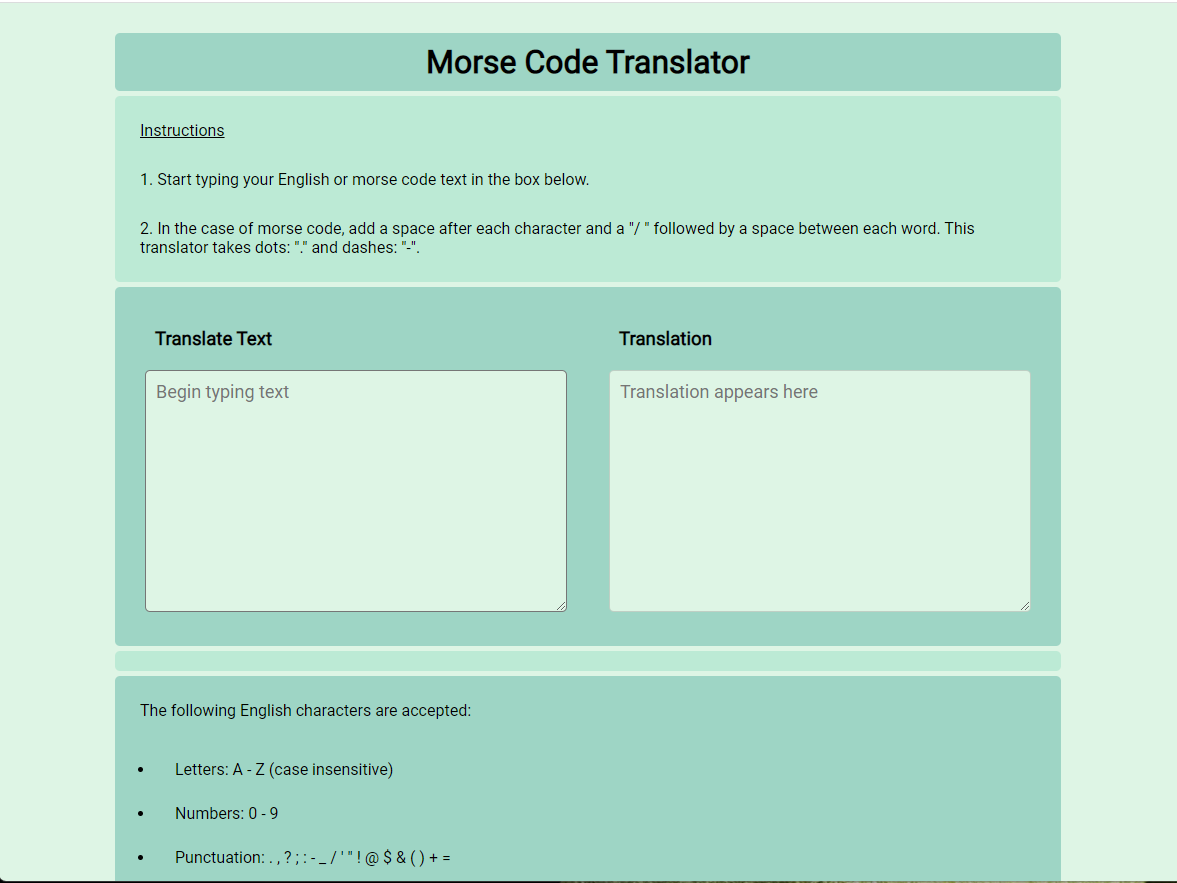 Morse Code Translator
Instructions
1. Start typing your English or morse code text in the box below.
2. In the case of morse code, add a space after each character and a "/ " followed by a space between each word. This
translator takes dots: "." and dashes: "-".
Translate Text
Translation
Begin typing text
Translation appears here
The following English characters are accepted:
• Letters: A - Z (case insensitive)
• Numbers: 0 - 9
• Punctuation: . , ? ; : - _ / ' " ! @ $ & ( ) + =